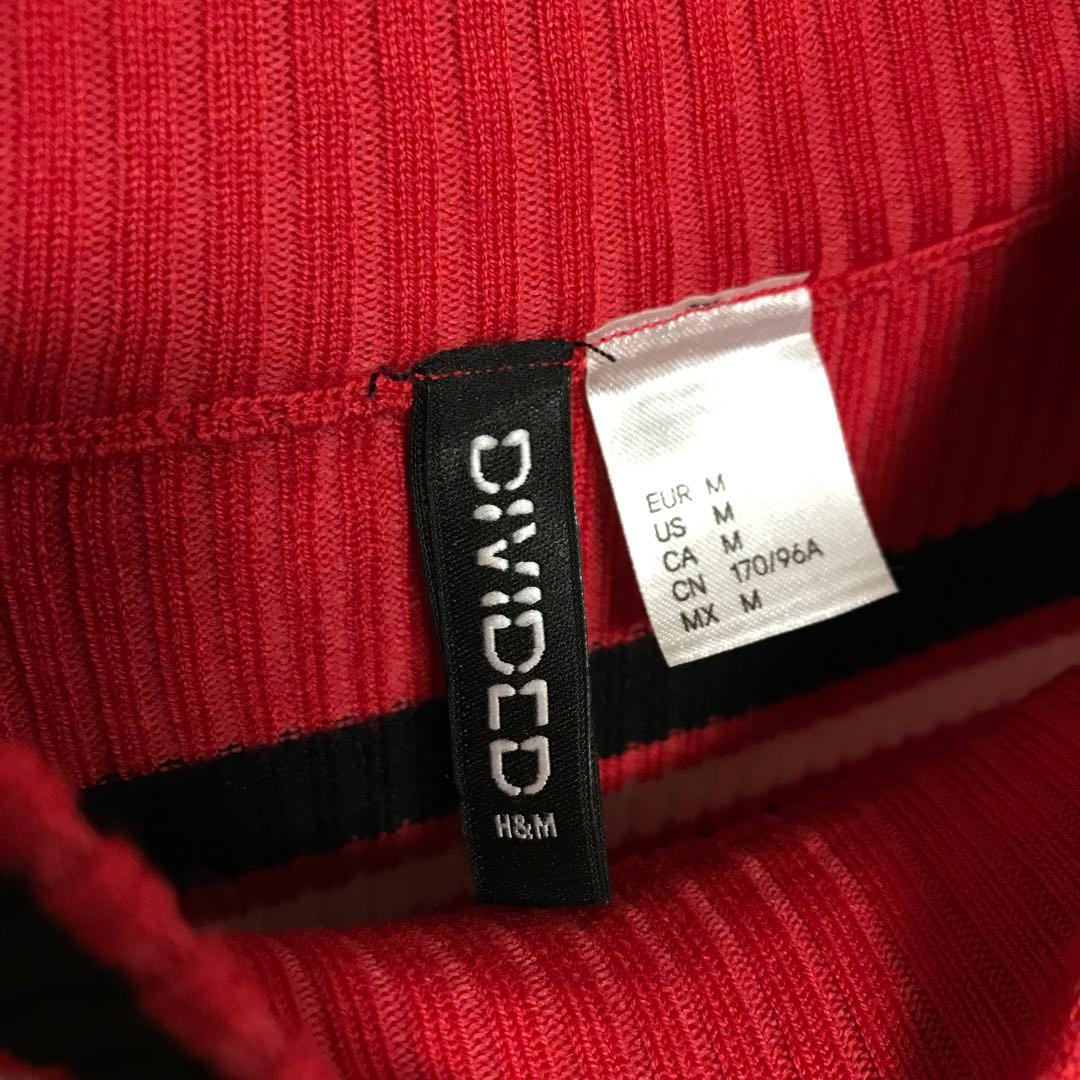 DIVIDED
H&M
EUR M
US M
CA M
CN 170/96A
MX M